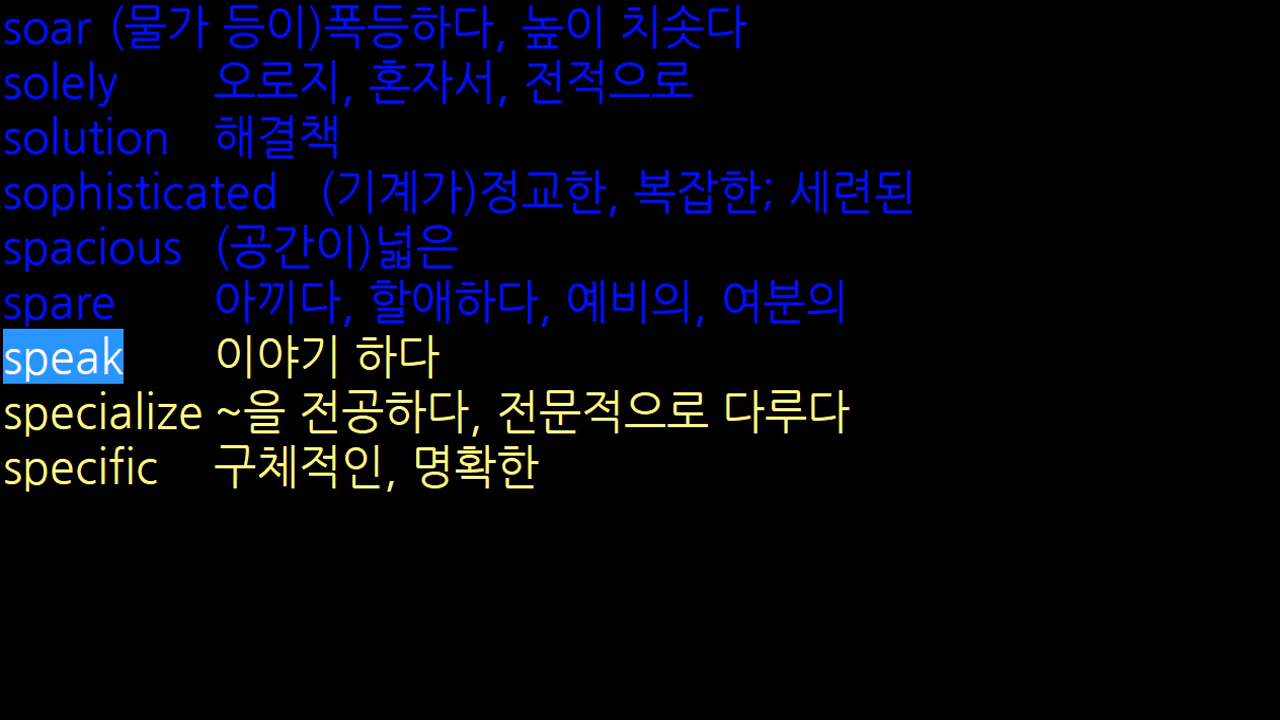 soar (물가 등이)폭등하다, 높이 치솟다
solely 오로지, 혼자서, 전적으로
solution 해결책
sophisticated (기계가)정교한, 복잡한; 세련된
spacious (공간이)넓은
spare 아끼다, 할애하다, 예비의, 여분의
speak 이야기 하다
specialize ~을 전공하다, 전문적으로 다루다
specific 구체적인, 명확한